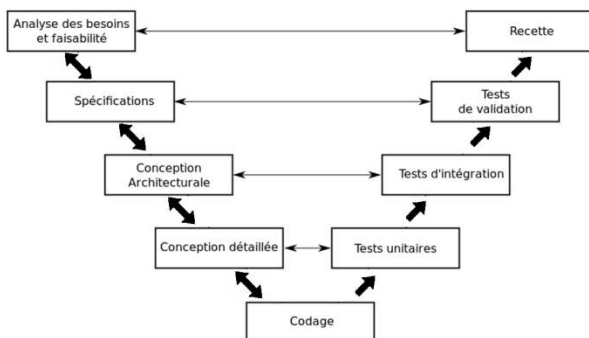 Analyse des besoins
et faisabilité
Recette
Spécifications
Tests
de validation
Conception
Architecturale
Tests d'intégration
Conception détaillée
Tests unitaires
Codage